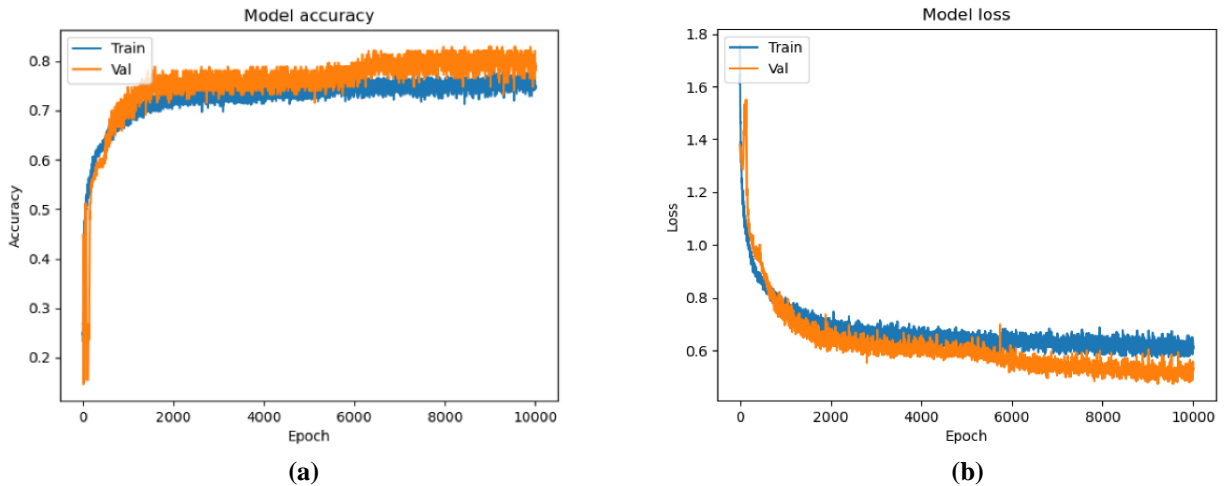 Model accuracy
Train
Val
0.8
0.7
0.6
0.5
0.4
0.3
0.2
Accuracy
0
2000
4000
6000
8000
10000
Epoch
(a)
Model loss
Train
Val
1.8
1.6
1.4
1.2
1.0
0.8
0.6
Loss
0
2000
4000
6000
8000
10000
Epoch
(b)